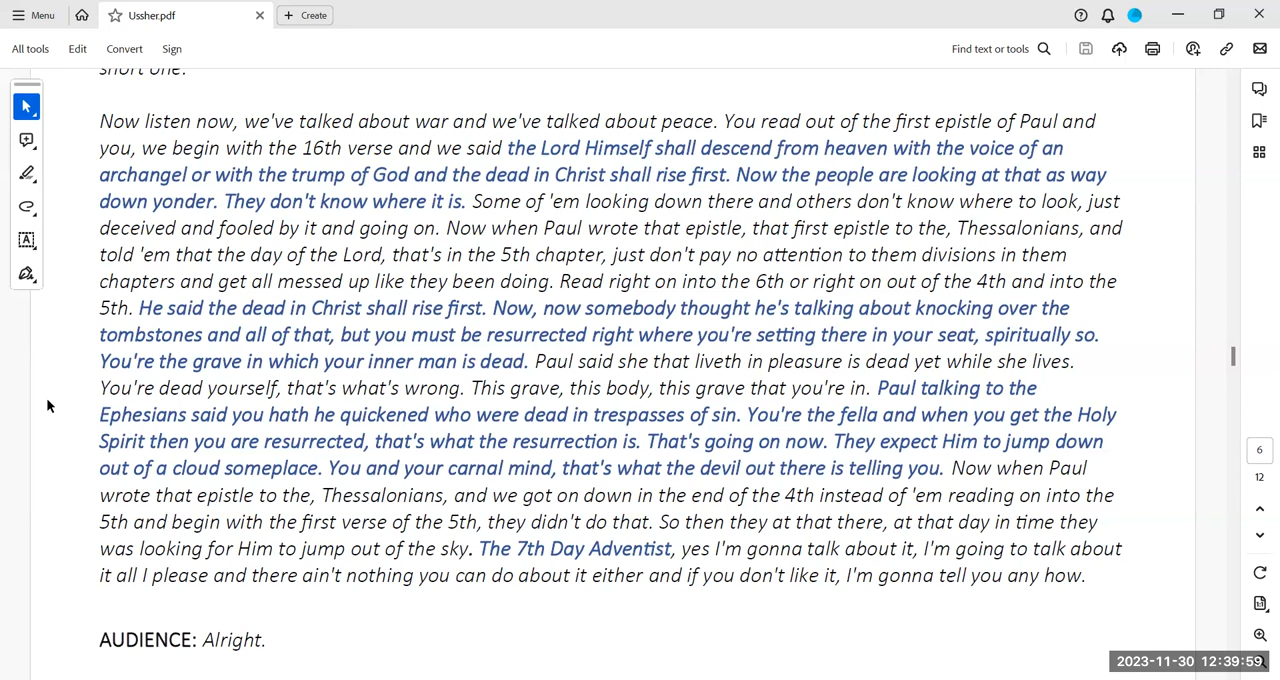 Menu
Ussher.pdf
Create
All tools
Edit
Convert
Sign
Find text or tools
short one.
Now listen now, we've talked about war and we've talked about peace. You read out of the first epistle of Paul and
you, we begin with the 16th verse and we said the Lord Himself shall descend from heaven with the voice of an
archangel or with the trump of God and the dead in Christ shall rise first. Now the people are looking at that as way
down yonder. They don't know where it is. Some of 'em looking down there and others don't know where to look, just
deceived and fooled by it and going on. Now when Paul wrote that epistle, that first epistle to the, Thessalonians, and
told 'em that the day of the Lord, that's in the 5th chapter, just don't pay no attention to them divisions in them
chapters and get all messed up like they been doing. Read right on into the 6th or right on out of the 4th and into the
5th. He said the dead in Christ shall rise first. Now, now somebody thought he's talking about knocking over the
tombstones and all of that, but you must be resurrected right where you're setting there in your seat, spiritually so.
You're the grave in which your inner man is dead. Paul said she that liveth in pleasure is dead yet while she lives.
You're dead yourself, that's what's wrong. This grave, this body, this grave that you're in. Paul talking to the
Ephesians said you hath he quickened who were dead in trespasses of sin. You're the fella and when you get the Holy
Spirit then you are resurrected, that's what the resurrection is. That's going on now. They expect Him to jump down
out of a cloud someplace. You and your carnal mind, that's what the devil out there is telling you. Now when Paul
wrote that epistle to the, Thessalonians, and we got on down in the end of the 4th instead of 'em reading on into the
5th and begin with the first verse of the 5th, they didn't do that. So then they at that there, at that day in time they
was looking for Him to jump out of the sky. The 7th Day Adventist, yes I'm gonna talk about it, I'm going to talk about
it all I please and there ain't nothing you can do about it either and if you don't like it, I'm gonna tell you any how.
AUDIENCE: Alright.
6
12
2023-11-30 12:39:59